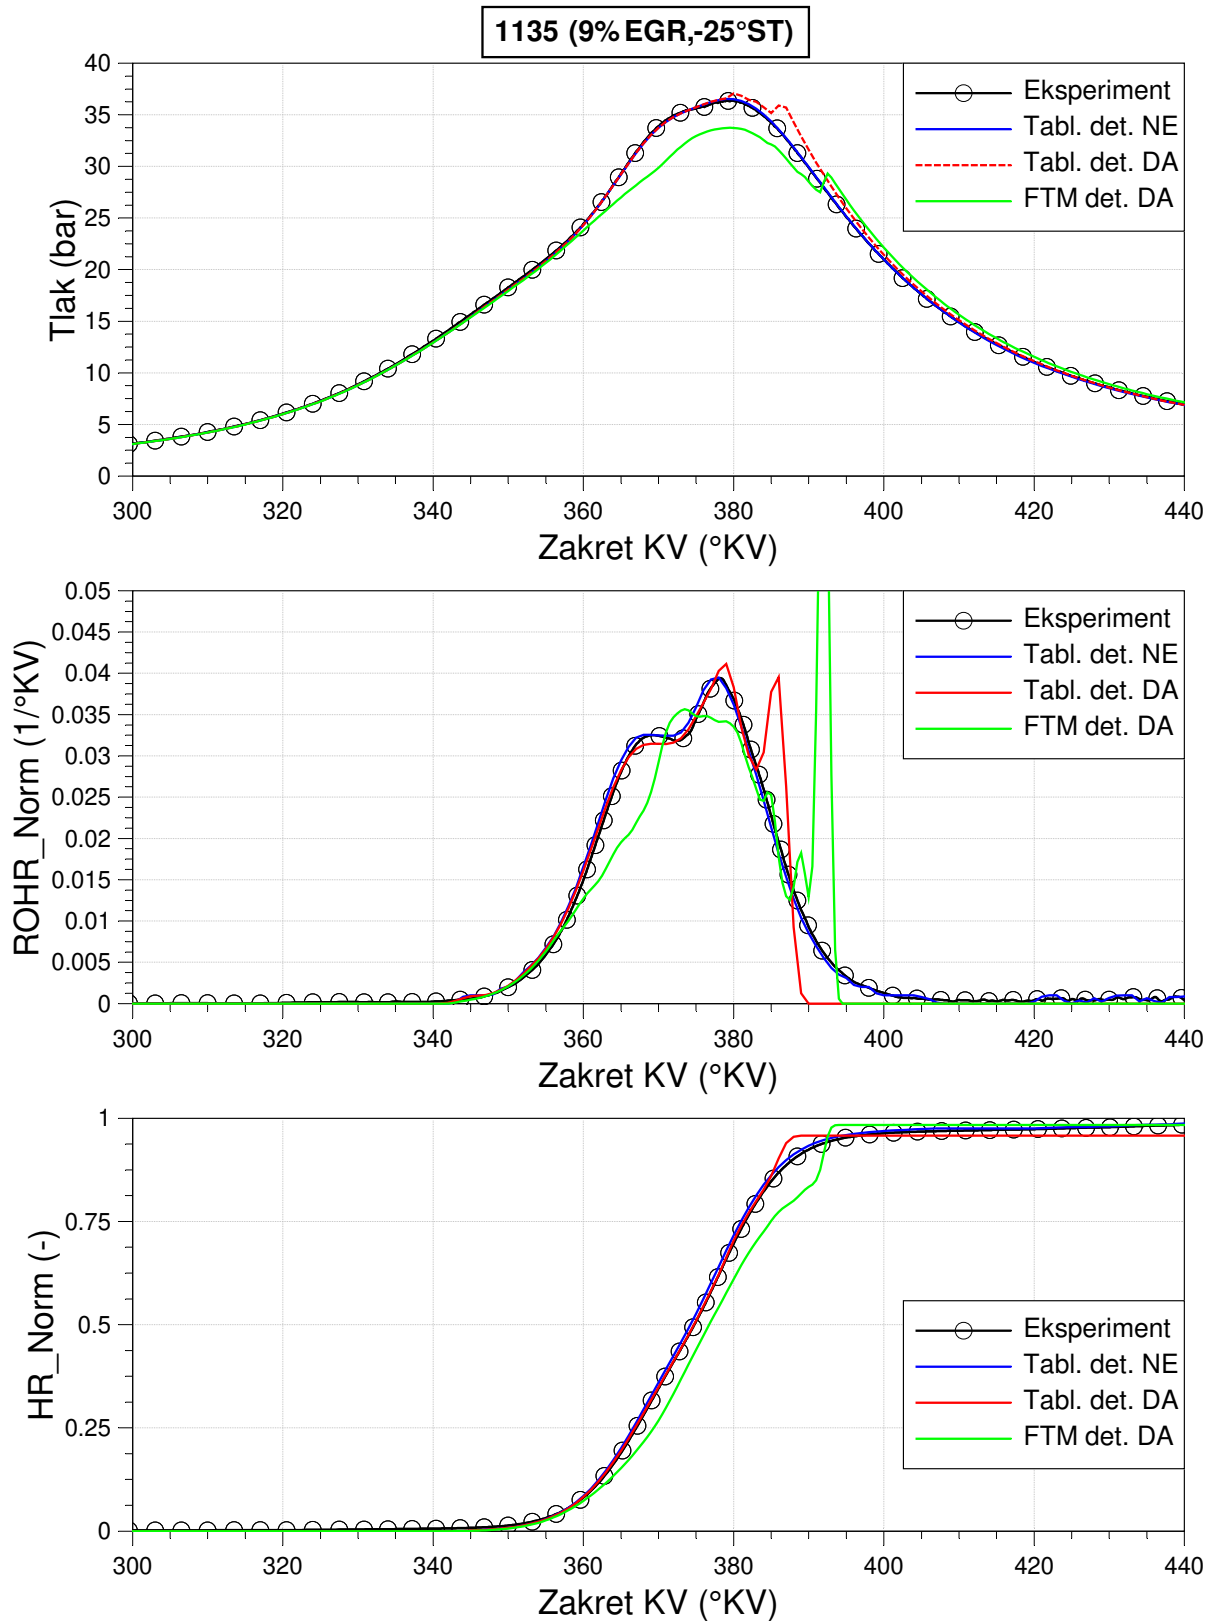 1135 (9% EGR,-25°ST)
40
35
30
25
20
15
10
5
0
Tlak (bar)
Eksperiment
Tabl. det. NE
Tabl. det. DA
FTM det. DA
300 320 340 360 380 400 420 440
Zakret KV (°KV)
0.05
0.045
0.04
0.035
0.03
0.025
0.02
0.015
0.01
0.005
0
ROHR_Norm (1/°KV)
Eksperiment
Tabl. det. NE
Tabl. det. DA
FTM det. DA
300 320 340 360 380 400 420 440
Zakret KV (°KV)
1
0.75
0.5
0.25
0
HR_Norm (-)
Eksperiment
Tabl. det. NE
Tabl. det. DA
FTM det. DA
300 320 340 360 380 400 420 440
Zakret KV (°KV)